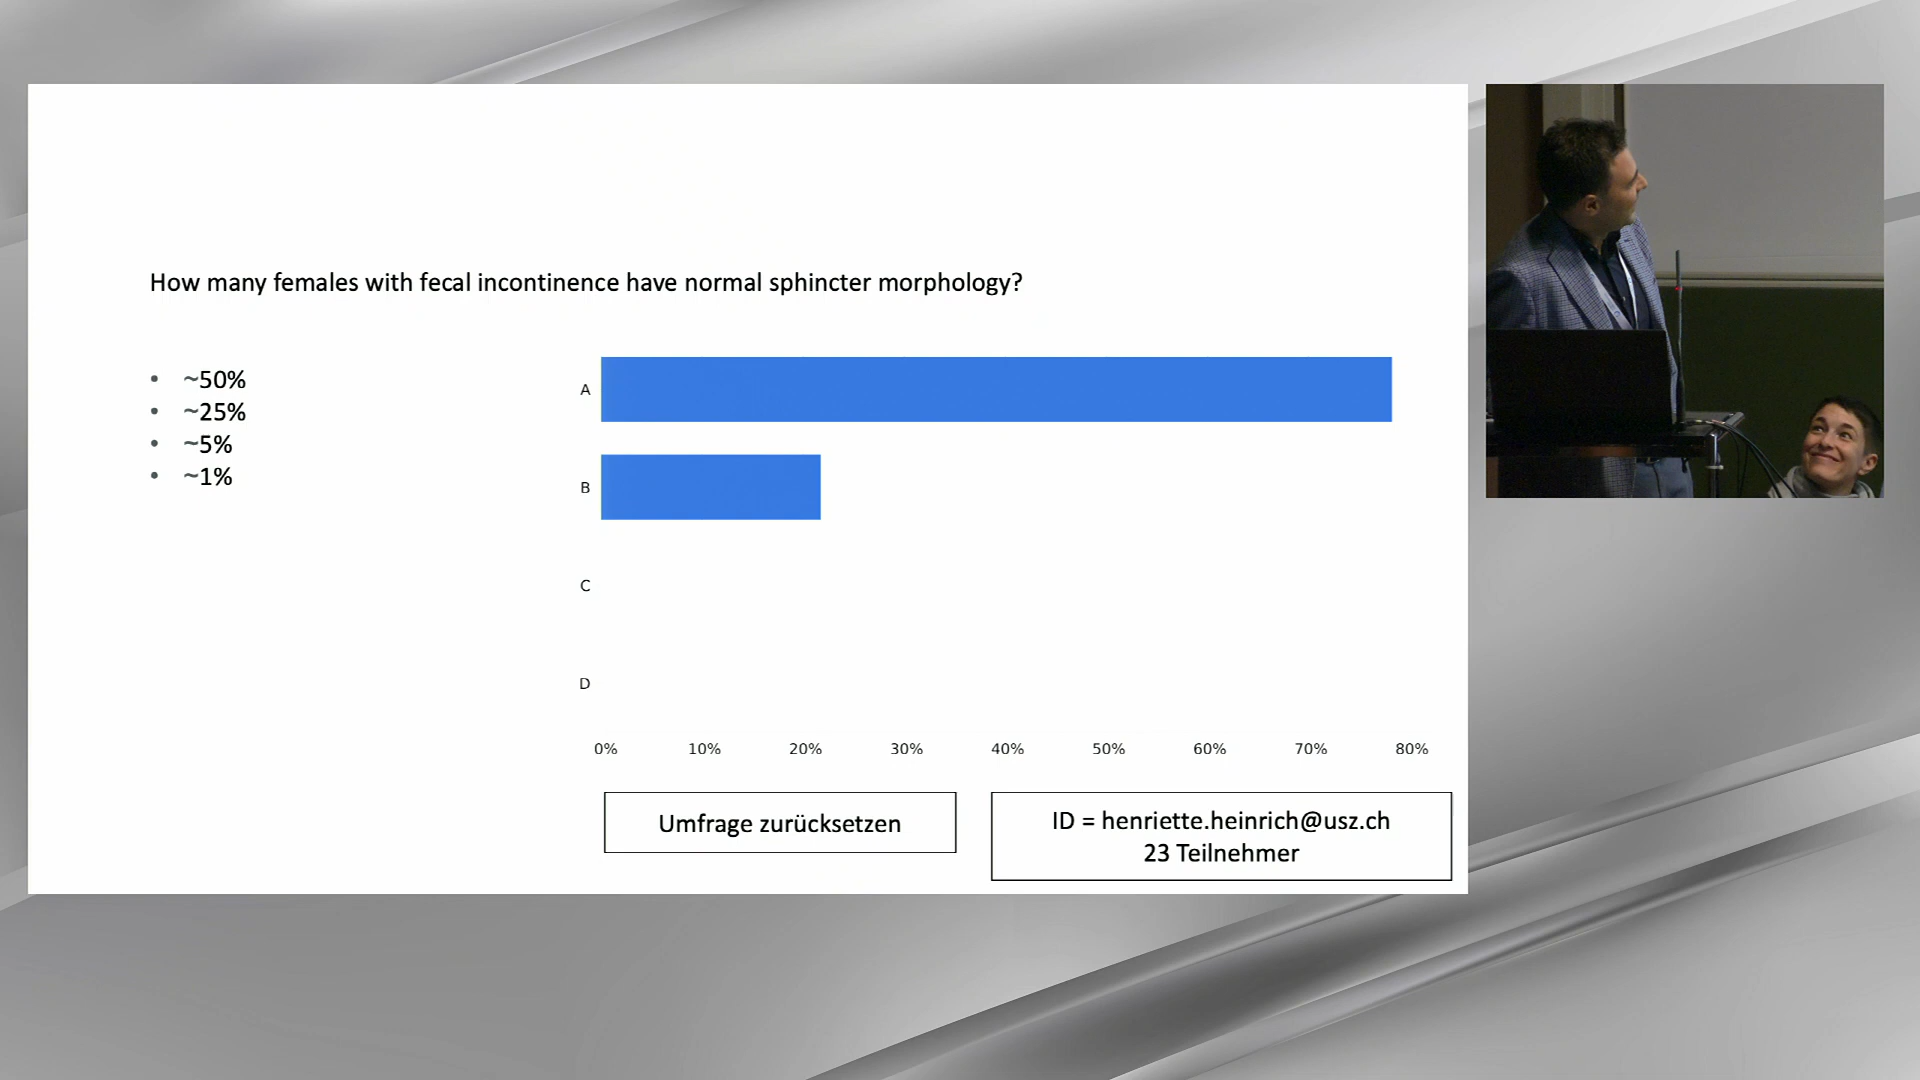 How many females with fecal incontinence have normal sphincter morphology?
• ~50%
• ~25%
• ~5%
• ~1%
A
B
C
D
0% 10% 20% 30% 40% 50% 60% 70% 80%
Umfrage zurücksetzen
ID = henriette.heinrich@usz.ch
23 Teilnehmer